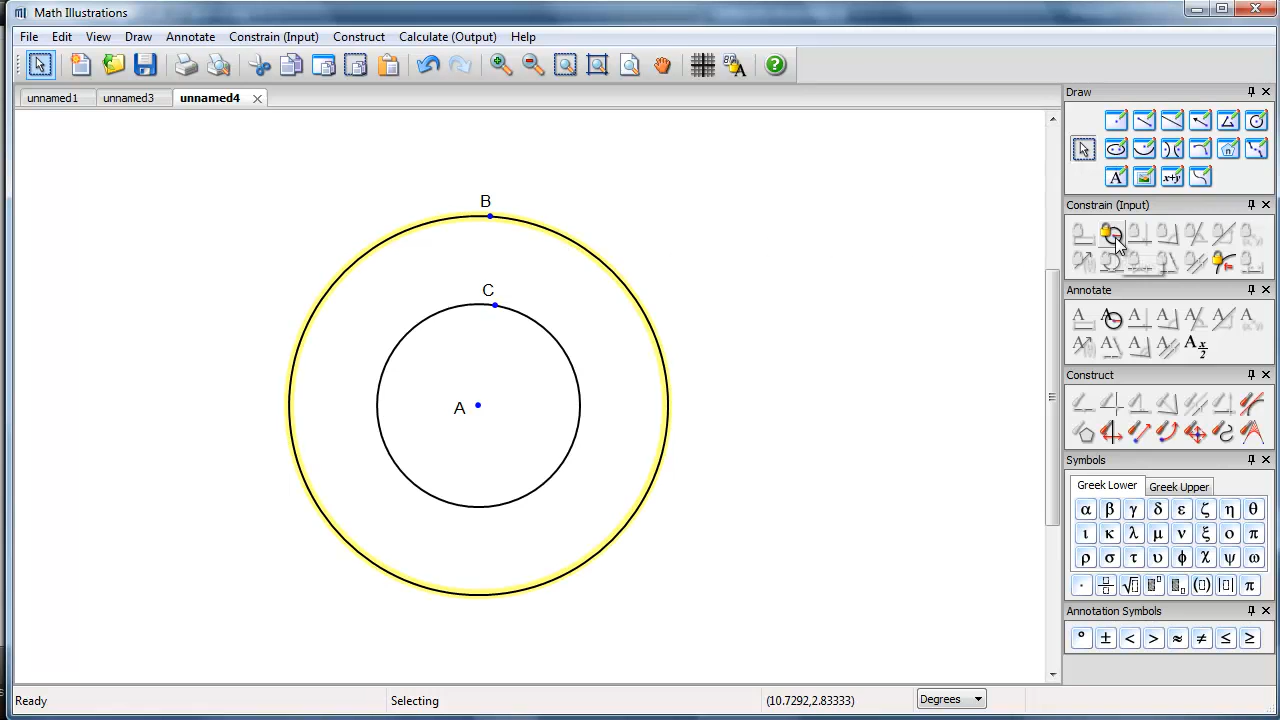 Math Illustrations
File Edit View Draw Annotate Constrain (Input) Construct Calculate (Output) Help
unnamed1 unnamed3 unnamed4
Draw
A x+y
Constrain (Input)
Annotate
Construct
Symbols
Greek Lower Greek Upper
α β γ δ ε ζ η θ
ι κ λ μ ν ξ ο π
ρ σ τ υ φ χ ψ ω
π
Annotation Symbols
° ± < > ≈ ≠ ≤ ≥
B
C
A
Ready Selecting (10.7292,2.83333) Degrees